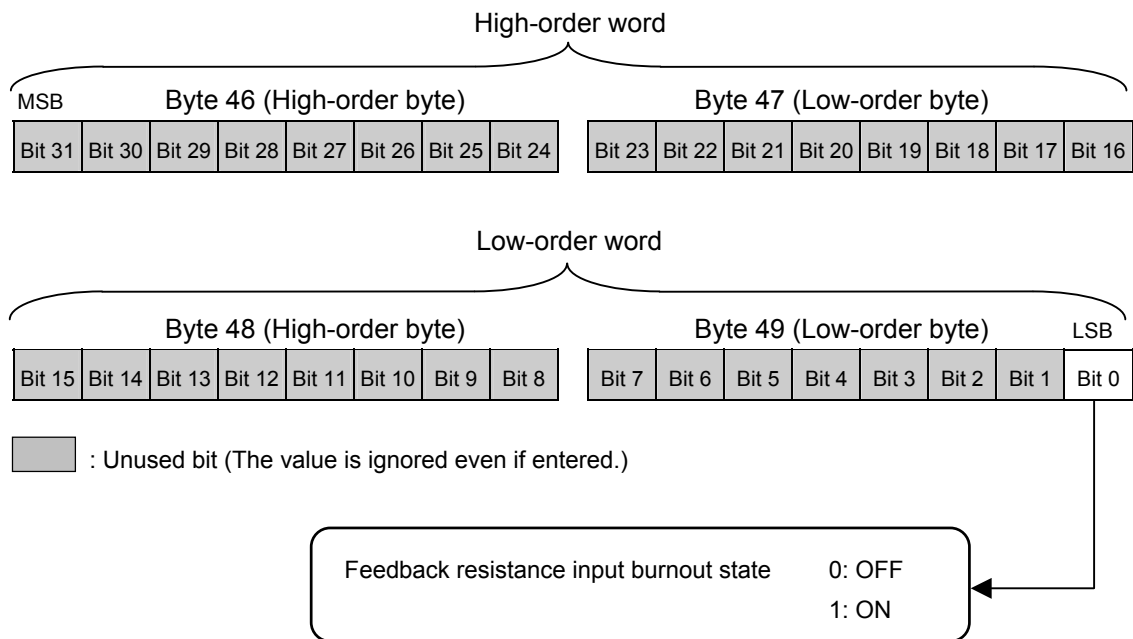 High-order word
MSB Byte 46 (High-order byte) Byte 47 (Low-order byte)
Bit 31 Bit 30 Bit 29 Bit 28 Bit 27 Bit 26 Bit 25 Bit 24 Bit 23 Bit 22 Bit 21 Bit 20 Bit 19 Bit 18 Bit 17 Bit 16
Low-order word
Byte 48 (High-order byte) Byte 49 (Low-order byte) LSB
Bit 15 Bit 14 Bit 13 Bit 12 Bit 11 Bit 10 Bit 9 Bit 8 Bit 7 Bit 6 Bit 5 Bit 4 Bit 3 Bit 2 Bit 1 Bit 0
: Unused bit (The value is ignored even if entered.)
Feedback resistance input burnout state 0: OFF
1: ON